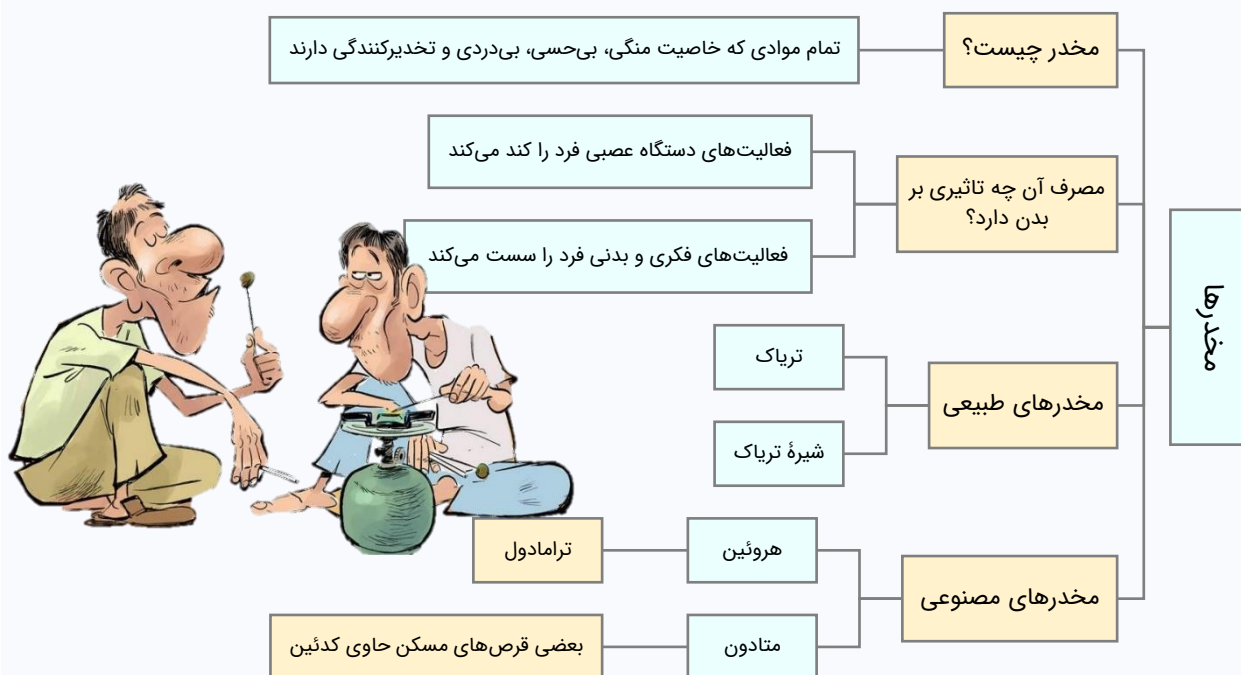 مخدرها
مخدر چیست؟
تمام موادی که خاصیت منگی، بی‌حسی، بی‌دردی و تخدیرکنندگی دارند
مصرف آن چه تاثیری بر
بدن دارد؟
فعالیت‌های دستگاه عصبی فرد را کند می‌کند
فعالیت‌های فکری و بدنی فرد را سست می‌کند
مخدرهای طبیعی
تریاک
شیرۀ تریاک
مخدرهای مصنوعی
هروئین
ترامادول
متادون
بعضی قرص‌های مسکن حاوی کدئین